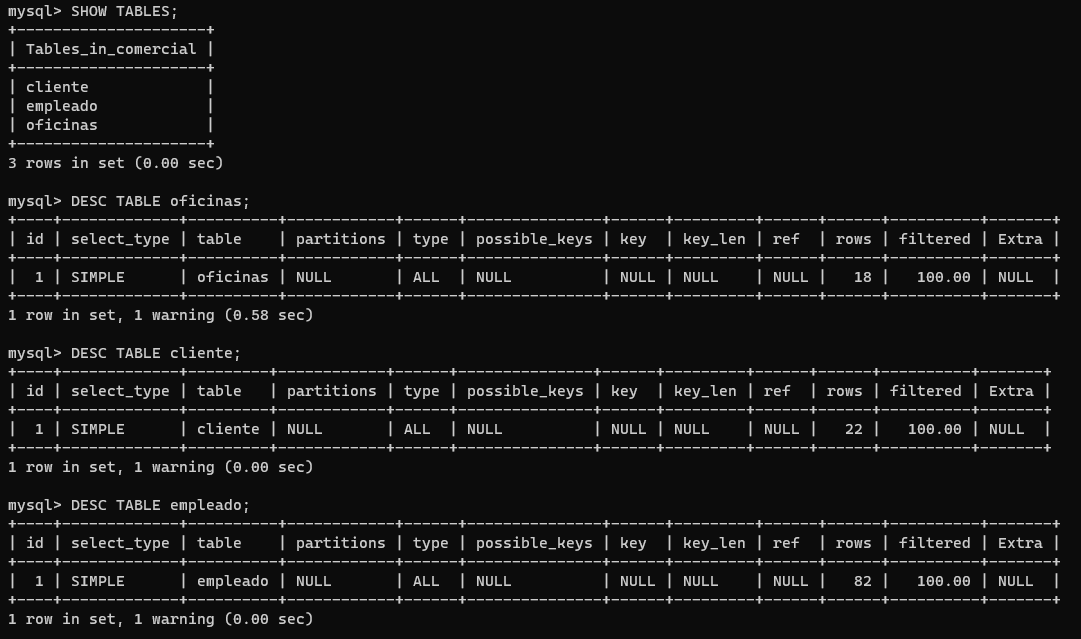 mysql> SHOW TABLES;
+---------------------+
| Tables_in_comercial |
+---------------------+
| cliente             |
| empleado            |
| oficinas            |
+---------------------+
3 rows in set (0.00 sec)

mysql> DESC TABLE oficinas;
+----+-------------+----------+------------+------+---------------+------+---------+------+------+----------+-------+
| id | select_type | table    | partitions | type | possible_keys | key  | key_len | ref  | rows | filtered | Extra |
+----+-------------+----------+------------+------+---------------+------+---------+------+------+----------+-------+
|  1 | SIMPLE      | oficinas | NULL       | ALL  | NULL          | NULL | NULL    | NULL |   18 |   100.00 | NULL  |
+----+-------------+----------+------------+------+---------------+------+---------+------+------+----------+-------+
1 row in set, 1 warning (0.58 sec)

mysql> DESC TABLE cliente;
+----+-------------+---------+------------+------+---------------+------+---------+------+------+----------+-------+
| id | select_type | table   | partitions | type | possible_keys | key  | key_len | ref  | rows | filtered | Extra |
+----+-------------+---------+------------+------+---------------+------+---------+------+------+----------+-------+
|  1 | SIMPLE      | cliente | NULL       | ALL  | NULL          | NULL | NULL    | NULL |   22 |   100.00 | NULL  |
+----+-------------+---------+------------+------+---------------+------+---------+------+------+----------+-------+
1 row in set, 1 warning (0.00 sec)

mysql> DESC TABLE empleado;
+----+-------------+----------+------------+------+---------------+------+---------+------+------+----------+-------+
| id | select_type | table    | partitions | type | possible_keys | key  | key_len | ref  | rows | filtered | Extra |
+----+-------------+----------+------------+------+---------------+------+---------+------+------+----------+-------+
|  1 | SIMPLE      | empleado | NULL       | ALL  | NULL          | NULL | NULL    | NULL |   82 |   100.00 | NULL  |
+----+-------------+----------+------------+------+---------------+------+---------+------+------+----------+-------+
1 row in set, 1 warning (0.00 sec)